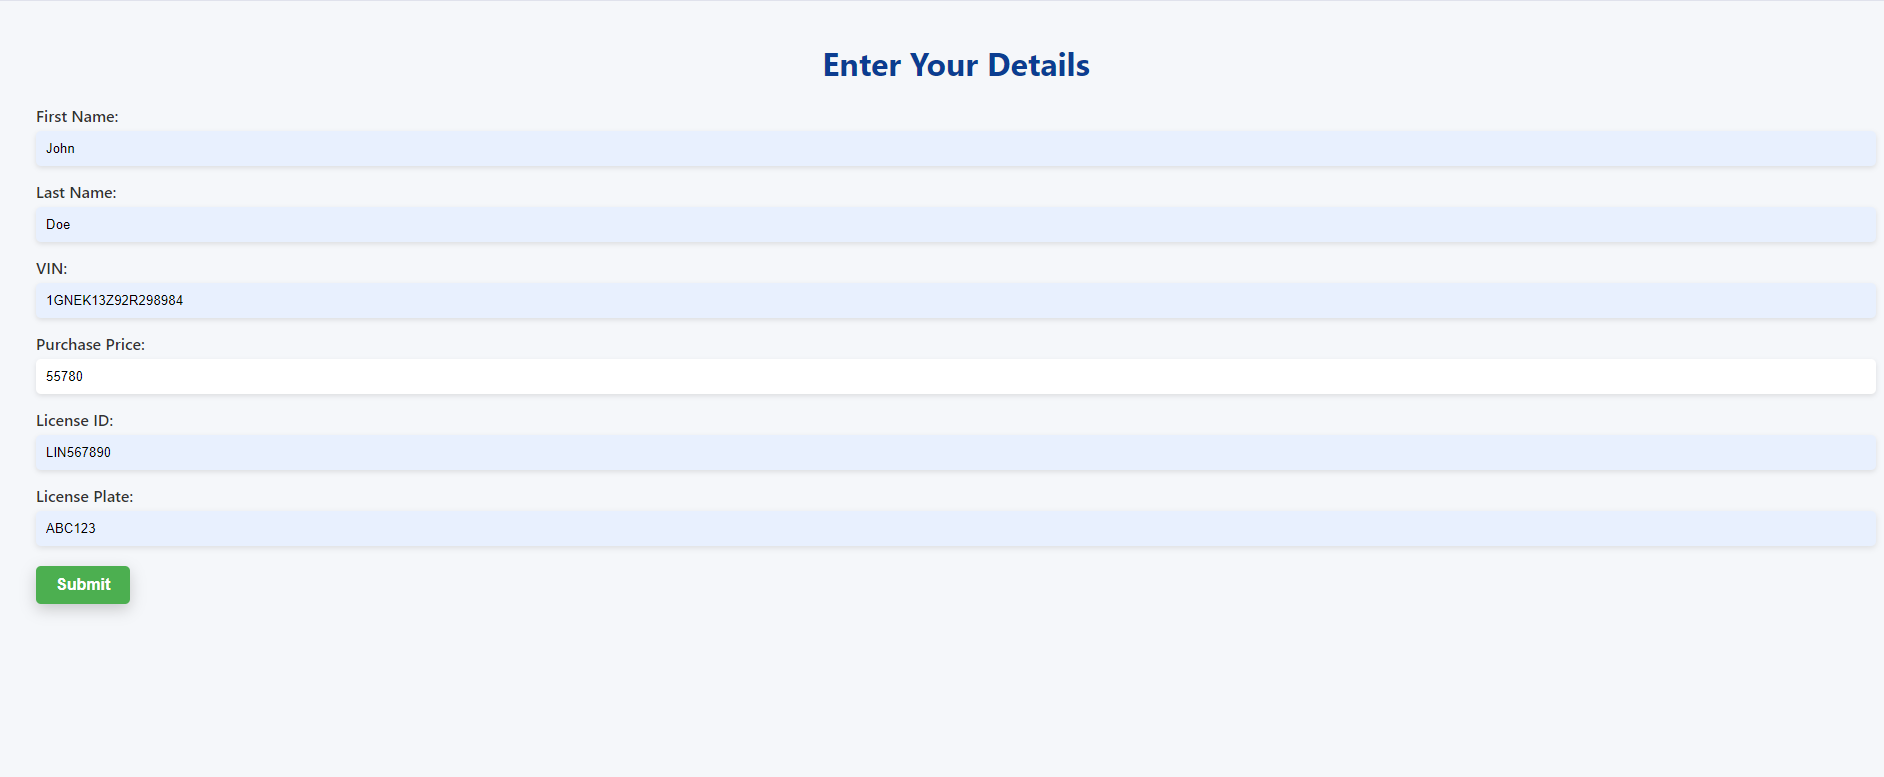 Enter Your Details
First Name:
John
Last Name:
Doe
VIN:
1GNEK13Z92R298984
Purchase Price:
55780
License ID:
LIN567890
License Plate:
ABC123
Submit